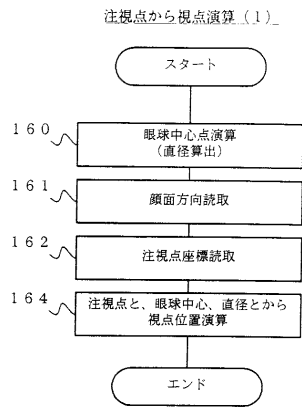 注視点から視点演算(1)
スタート
160
眼球中心点演算
(直径算出)
161
顔面方向読取
162
注視点座標読取
164
注視点と、眼球中心、直径とから
視点位置演算
エンド